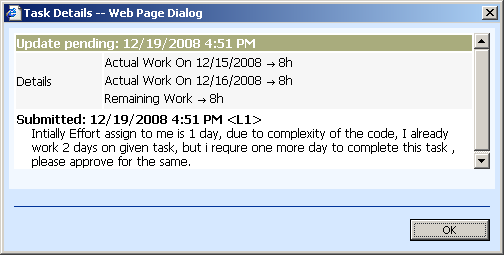 Task Details -- Web Page Dialog
Update pending: 12/19/2008 4:51 PM
Details
Actual Work On 12/15/2008 → 8h
Actual Work On 12/16/2008 → 8h
Remaining Work → 8h
Submitted: 12/19/2008 4:51 PM <L1>
Intially Effort assign to me is 1 day, due to complexity of the code, I already
work 2 days on given task, but i requre one more day to complete this task ,
please approve for the same.
OK